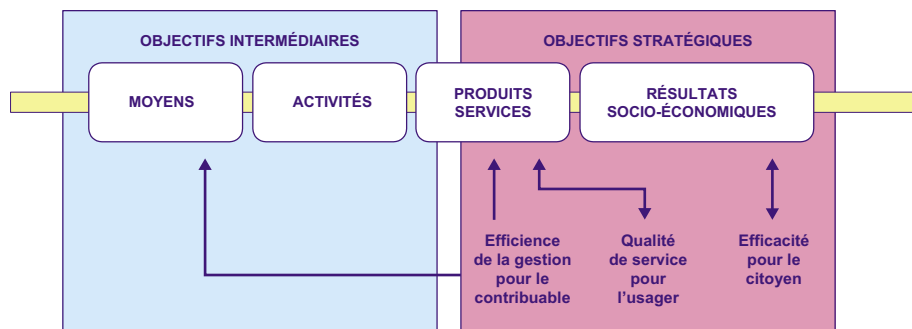 OBJECTIFS INTERMÉDIAIRES
OBJECTIFS STRATÉGIQUES
MOYENS
ACTIVITÉS
PRODUITS
SERVICES
RÉSULTATS
SOCIO-ÉCONOMIQUES
Efficience
de la gestion
pour le
contribuable
Qualité
de service
pour
l’usager
Efficacité
pour le
citoyen